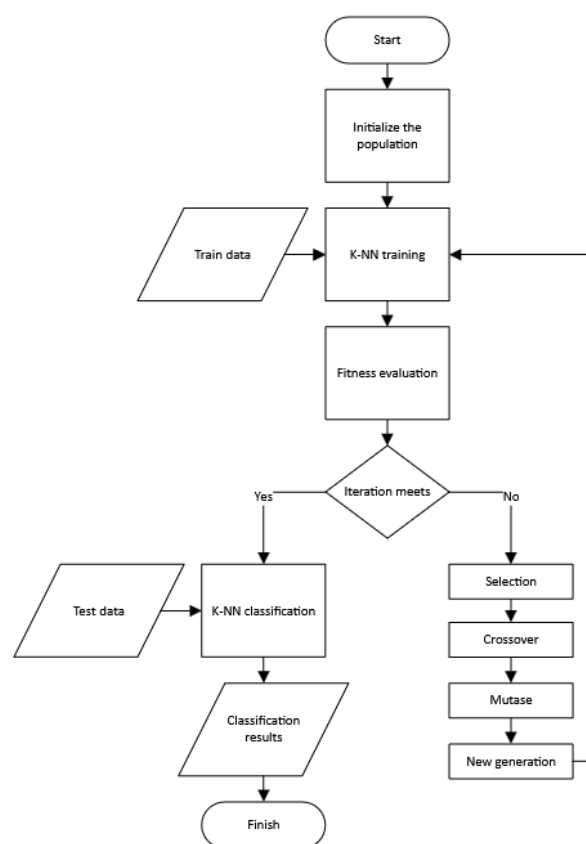 Start
Initialize the
population
Train data
K-NN training
Fitness evaluation
Iteration meets
Yes
No
Test data
K-NN classification
Selection
Crossover
Classification
results
Mutase
New generation
Finish